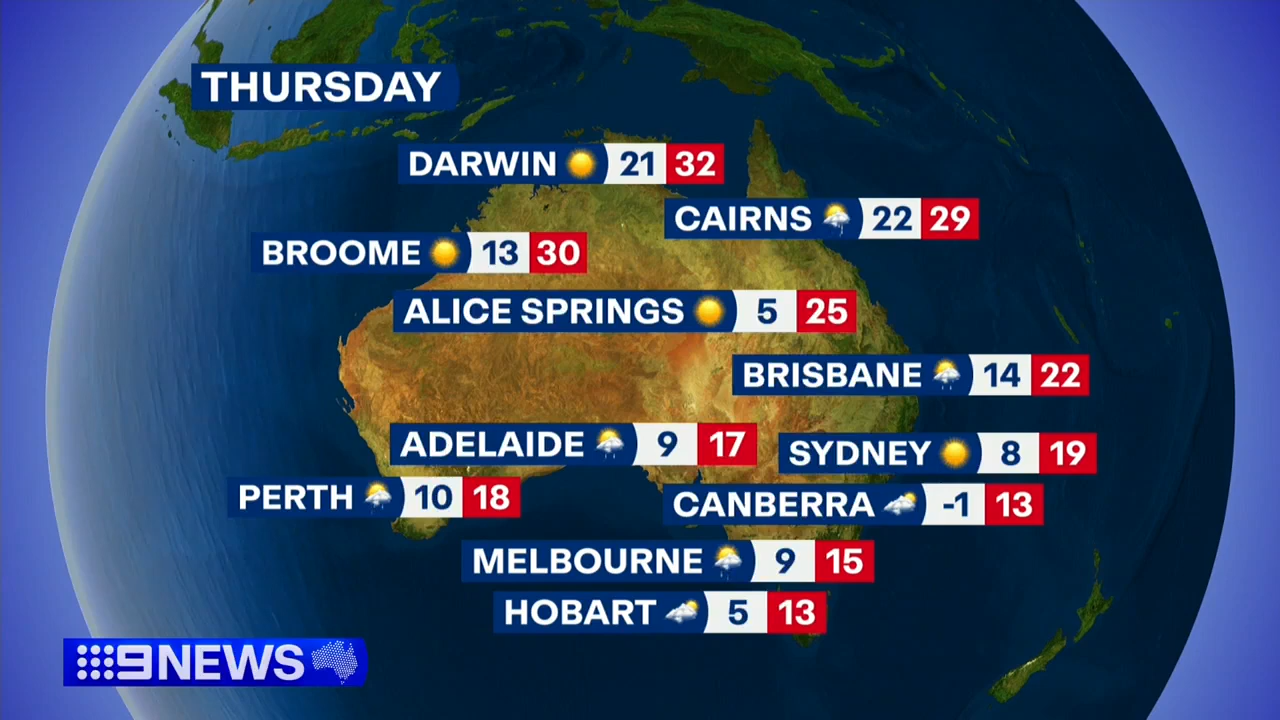 THURSDAY
DARWIN 21 32
CAIRNS 22 29
BROOME 13 30
ALICE SPRINGS 5 25
BRISBANE 14 22
ADELAIDE 9 17
SYDNEY 8 19
PERTH 10 18
CANBERRA -1 13
MELBOURNE 9 15
HOBART 5 13
9NEWS